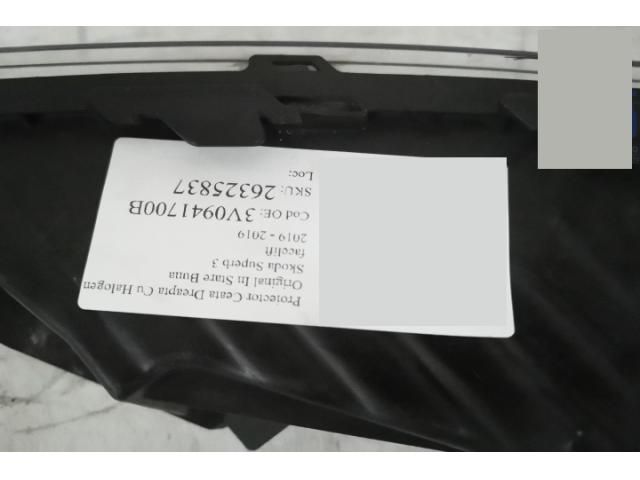 Proiector Ceata Dreapta Cu Halogen
Original In Stare Buna
Skoda Superb 3
facelift
2019 - 2019
Cod OE: 3V0941700B
SKU: 26325837
Loc: